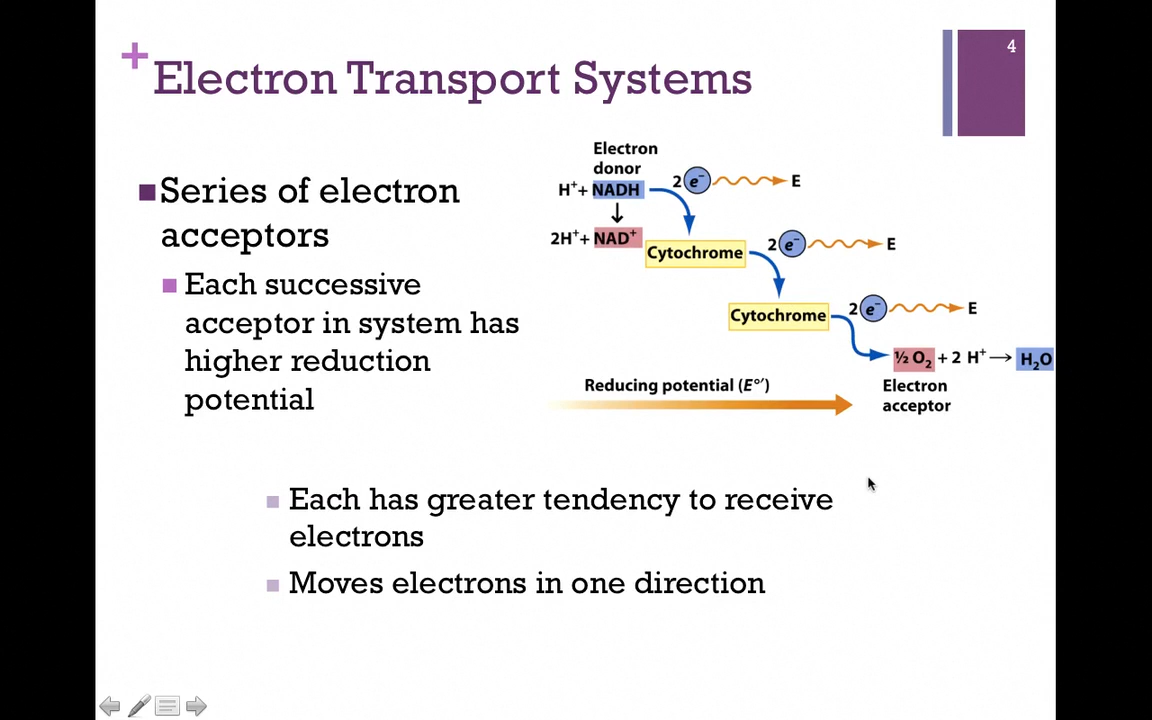 4
+
Electron Transport Systems
Series of electron
acceptors
Each successive
acceptor in system has
higher reduction
potential
Electron
donor
H⁺ + NADH
2 e⁻ E
2H⁺ + NAD⁺
Cytochrome
2 e⁻ E
Cytochrome
2 e⁻ E
½ O₂ + 2 H⁺ → H₂O
Electron
acceptor
Reducing potential (E°′)
Each has greater tendency to receive
electrons
Moves electrons in one direction